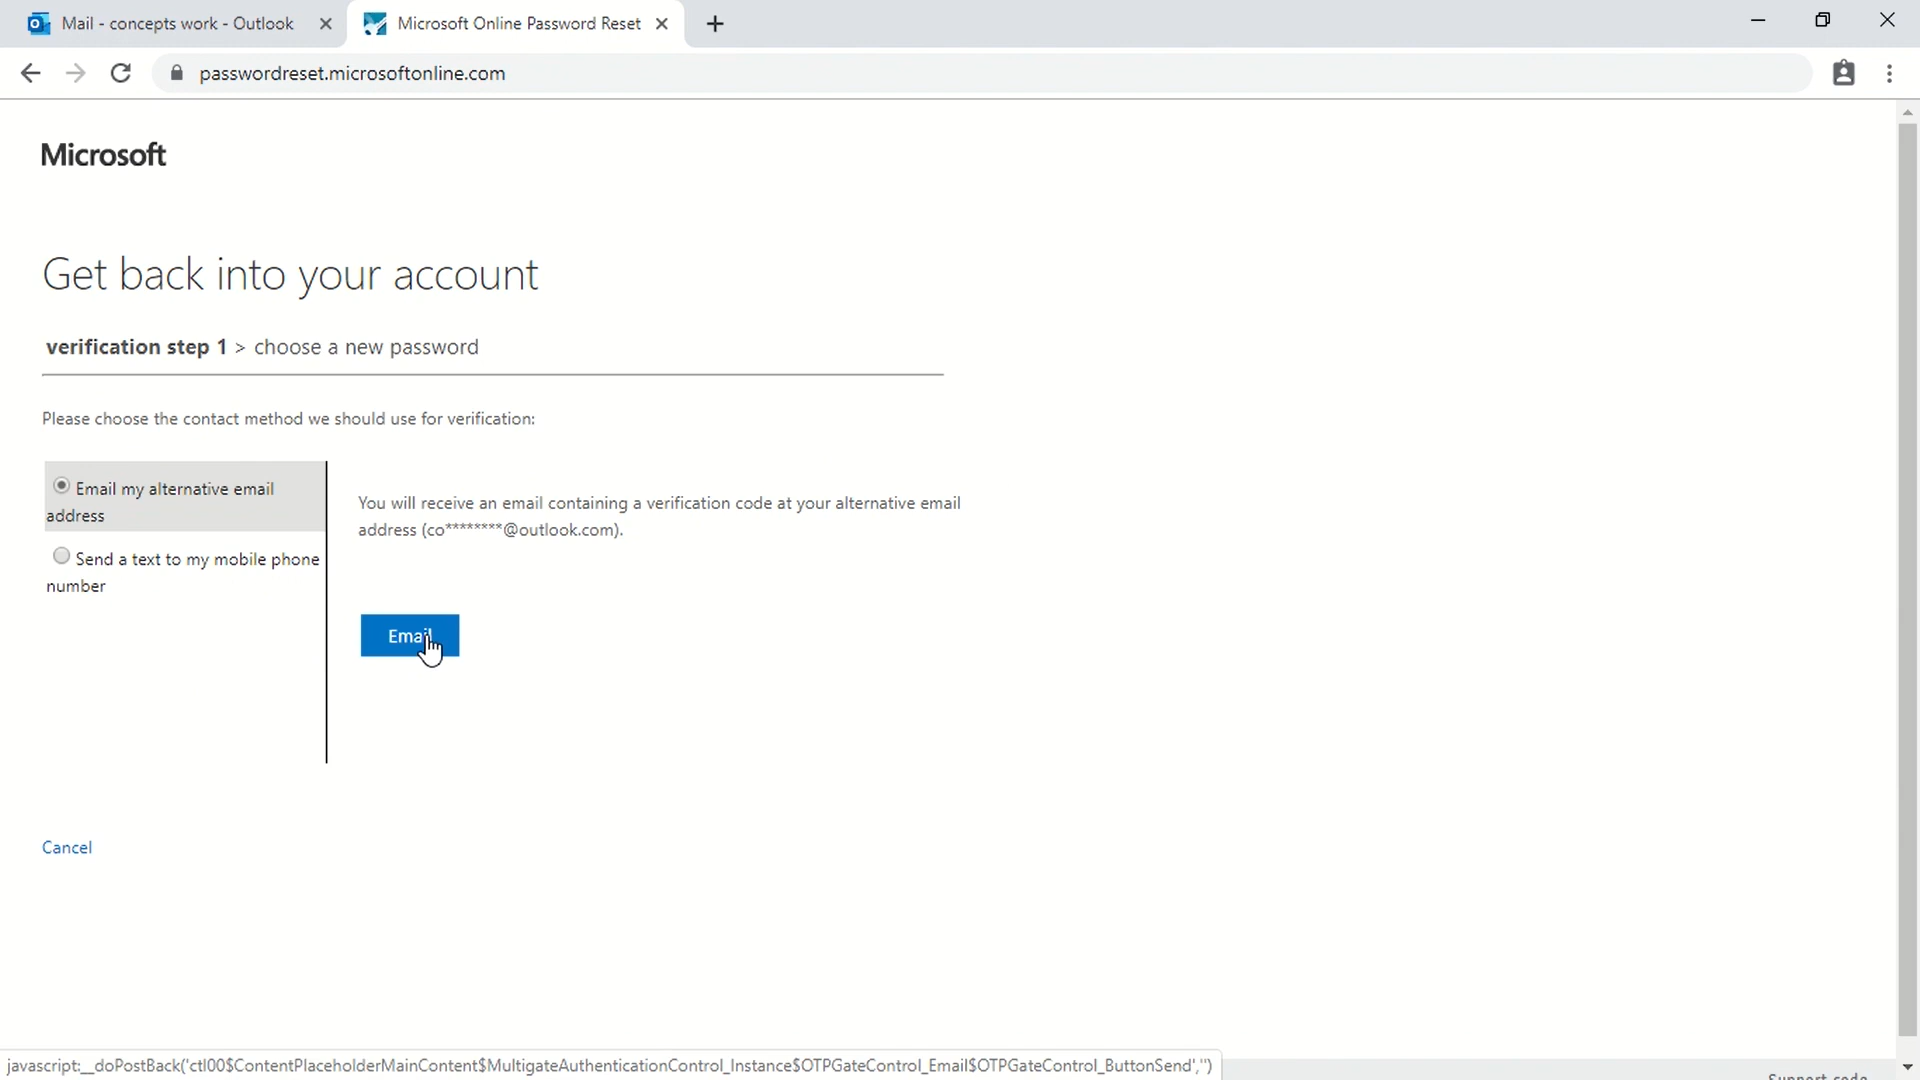 Mail - concepts work - Outlook
Microsoft Online Password Reset
passwordreset.microsoftonline.com
Microsoft
Get back into your account
verification step 1 > choose a new password
Please choose the contact method we should use for verification:
Email my alternative email
address
Send a text to my mobile phone
number
You will receive an email containing a verification code at your alternative email
address (co********@outlook.com).
Email
Cancel
javascript:__doPostBack('ctl00$ContentPlaceholderMainContent$MultigateAuthenticationControl_Instance$OTPGateControl_Email$OTPGateControl_ButtonSend','')
Support code